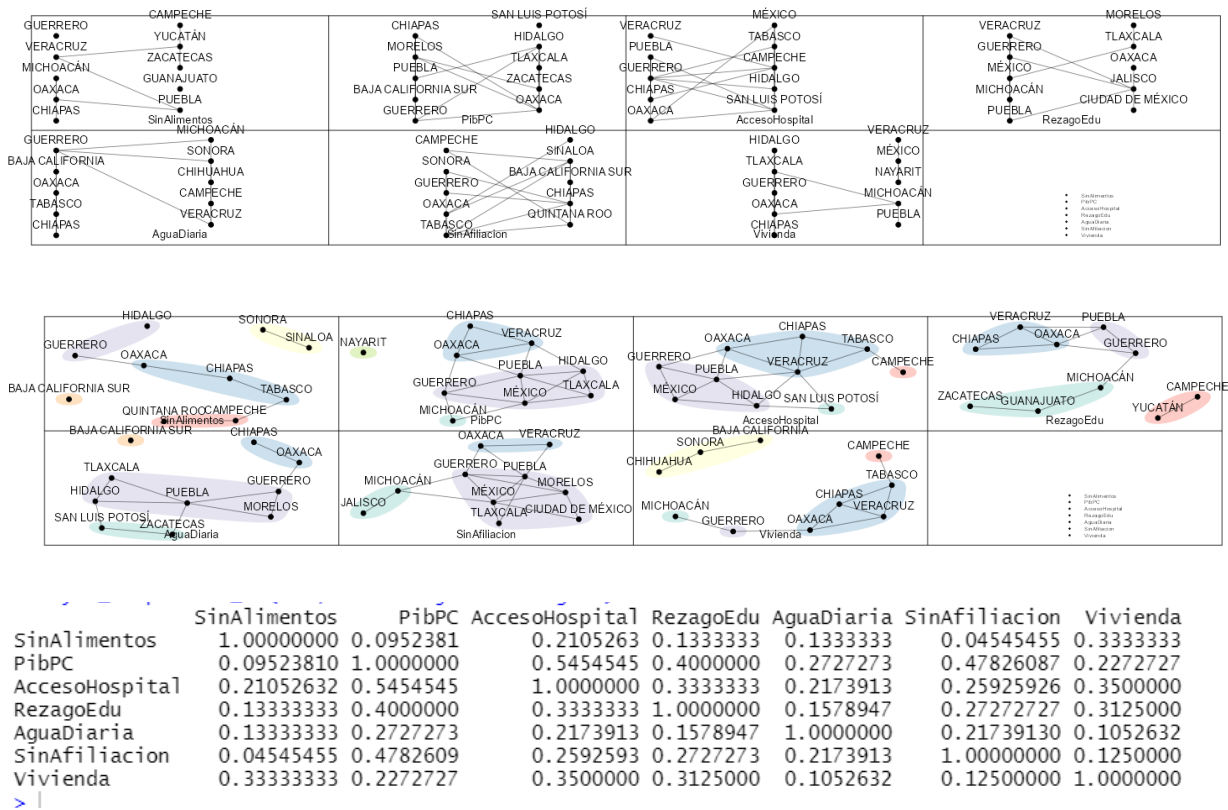 CAMPECHE
GUERRERO
YUCATÁN
VERACRUZ
ZACATECAS
MICHOACÁN
GUANAJUATO
OAXACA
PUEBLA
CHIAPAS
SinAlimentos
SAN LUIS POTOSÍ
CHIAPAS
HIDALGO
MORELOS
TLAXCALA
PUEBLA
ZACATECAS
BAJA CALIFORNIA SUR
OAXACA
GUERRERO
PibPC
MÉXICO
VERACRUZ
TABASCO
PUEBLA
CAMPECHE
GUERRERO
HIDALGO
CHIAPAS
SAN LUIS POTOSÍ
OAXACA
AccesoHospital
MORELOS
VERACRUZ
TLAXCALA
GUERRERO
OAXACA
MÉXICO
JALISCO
MICHOACÁN
CIUDAD DE MÉXICO
PUEBLA
RezagoEdu
MICHOACÁN
GUERRERO
SONORA
BAJA CALIFORNIA
CHIHUAHUA
OAXACA
CAMPECHE
TABASCO
VERACRUZ
CHIAPAS
AguaDiaria
HIDALGO
CAMPECHE
SINALOA
SONORA
BAJA CALIFORNIA SUR
GUERRERO
CHIAPAS
OAXACA
QUINTANA ROO
TABASCO
SinAfiliacion
VERACRUZ
HIDALGO
MÉXICO
TLAXCALA
NAYARIT
GUERRERO
MICHOACÁN
OAXACA
PUEBLA
CHIAPAS
Vivienda
SinAlimentos
PibPC
AccesoHospital
RezagoEdu
AguaDiaria
SinAfiliacion
Vivienda
HIDALGO
SONORA
GUERRERO
SINALOA
OAXACA
CHIAPAS
BAJA CALIFORNIA SUR
TABASCO
QUINTANA ROO
CAMPECHE
SinAlimentos
CHIAPAS
VERACRUZ
NAYARIT
OAXACA
PUEBLA
HIDALGO
GUERRERO
TLAXCALA
MÉXICO
MICHOACÁN
PibPC
CHIAPAS
OAXACA
TABASCO
GUERRERO
PUEBLA
VERACRUZ
CAMPECHE
MÉXICO
HIDALGO
SAN LUIS POTOSÍ
AccesoHospital
VERACRUZ
PUEBLA
CHIAPAS
OAXACA
GUERRERO
MICHOACÁN
CAMPECHE
ZACATECAS
GUANAJUATO
YUCATÁN
RezagoEdu
BAJA CALIFORNIA SUR
CHIAPAS
OAXACA
TLAXCALA
GUERRERO
HIDALGO
PUEBLA
MORELOS
SAN LUIS POTOSÍ
ZACATECAS
AguaDiaria
OAXACA
VERACRUZ
GUERRERO
PUEBLA
MICHOACÁN
MORELOS
MÉXICO
JALISCO
TLAXCALA
CIUDAD DE MÉXICO
SinAfiliacion
BAJA CALIFORNIA
SONORA
CAMPECHE
CHIHUAHUA
TABASCO
CHIAPAS
MICHOACÁN
VERACRUZ
GUERRERO
OAXACA
Vivienda
SinAlimentos
PibPC
AccesoHospital
RezagoEdu
AguaDiaria
SinAfiliacion
Vivienda
SinAlimentos PibPC AccesoHospital RezagoEdu AguaDiaria SinAfiliacion Vivienda
SinAlimentos 1.00000000 0.0952381 0.2105263 0.1333333 0.1333333 0.04545455 0.3333333
PibPC 0.09523810 1.0000000 0.5454545 0.4000000 0.2727273 0.47826087 0.2272727
AccesoHospital 0.21052632 0.5454545 1.0000000 0.3333333 0.2173913 0.25925926 0.3500000
RezagoEdu 0.13333333 0.4000000 0.3333333 1.0000000 0.1578947 0.27272727 0.3125000
AguaDiaria 0.13333333 0.2727273 0.2173913 0.1578947 1.0000000 0.21739130 0.1052632
SinAfiliacion 0.04545455 0.4782609 0.2592593 0.2727273 0.2173913 1.00000000 0.1250000
Vivienda 0.33333333 0.2272727 0.3500000 0.3125000 0.1052632 0.12500000 1.0000000
>